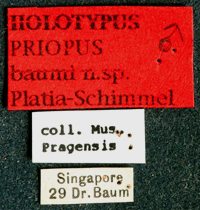 HOLOTYPUS ♂
PRIOPUS
baumi n.sp.
Platia-Schimmel
coll. Mus.
Pragensis
Singapore
29 Dr. Baum